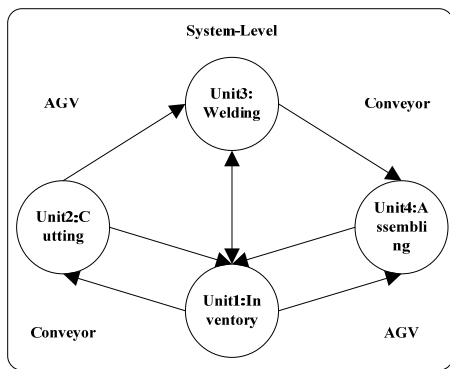 System-Level
AGV
Unit3:
Welding
Conveyor
Unit2:C
utting
Unit4:A
ssembli
ng
Unit1:In
ventory
Conveyor
AGV